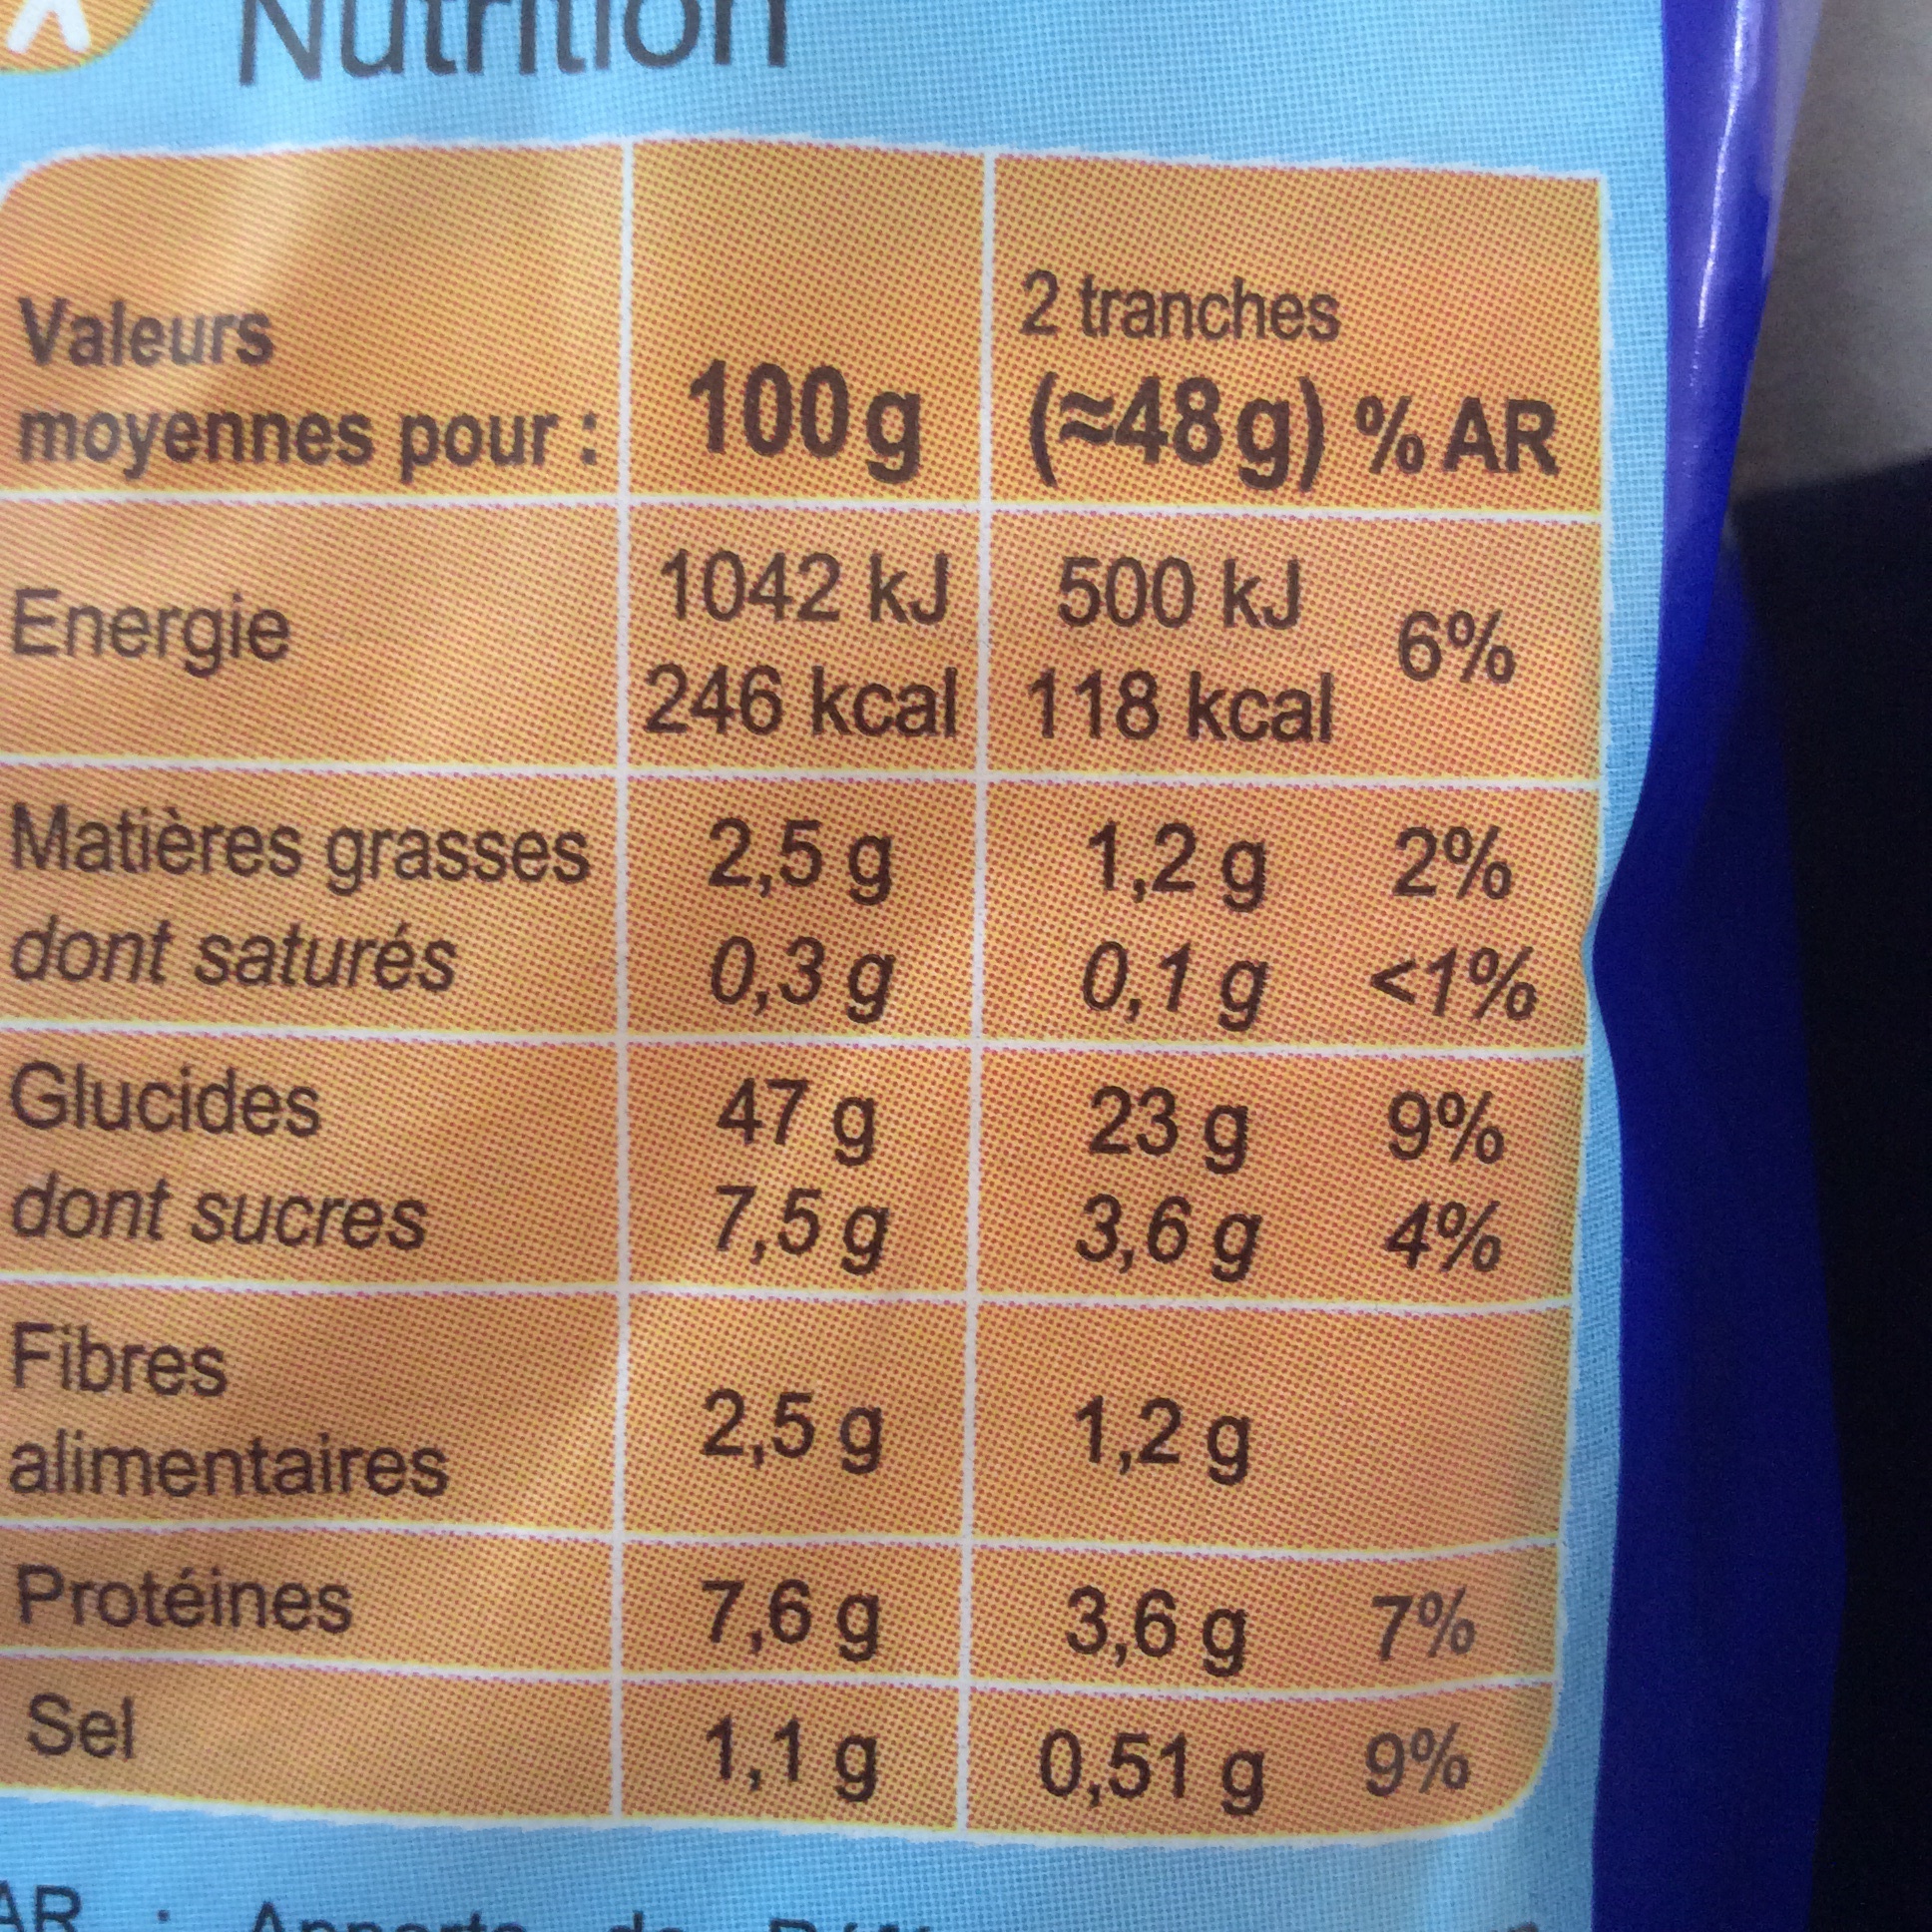 Nutrition
2 tranches
Valeurs
moyennes pour : 100 g (≈48 g) % AR
Energie 1042 kJ 500 kJ 6%
246 kcal 118 kcal
Matières grasses 2,5 g 1,2 g 2%
dont saturés 0,3 g 0,1 g <1%
Glucides 47 g 23 g 9%
dont sucres 7,5 g 3,6 g 4%
Fibres
alimentaires 2,5 g 1,2 g
Protéines 7,6 g 3,6 g 7%
Sel 1,1 g 0,51 g 9%
AR : Apports de